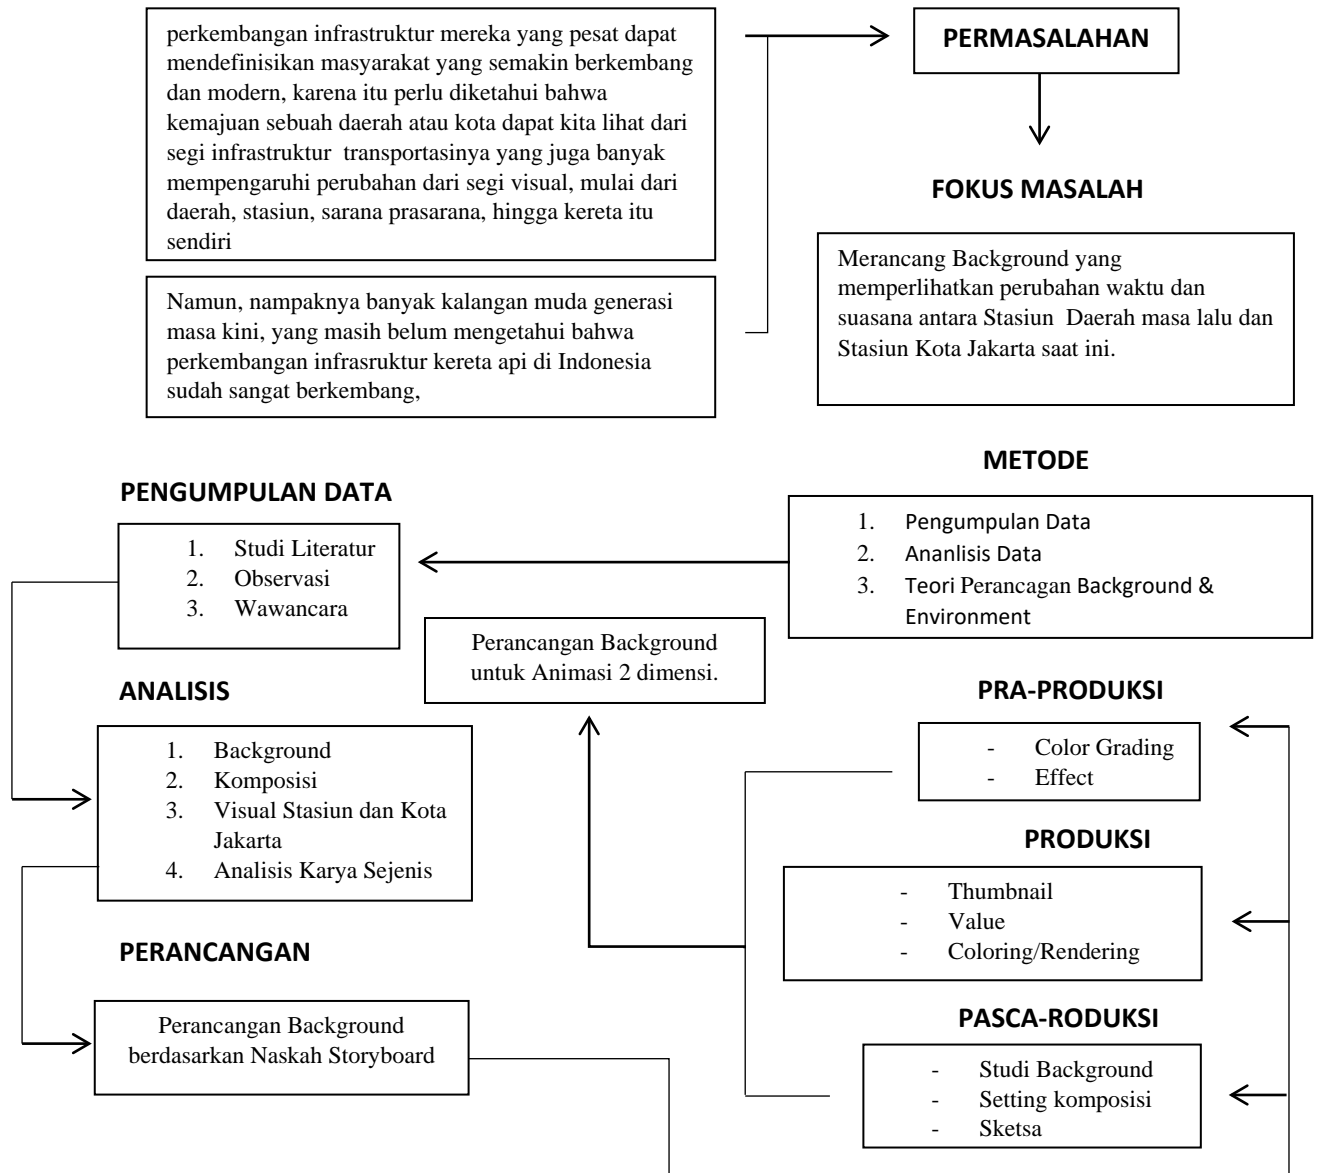 perkembangan infrastruktur mereka yang pesat dapat
mendefinisikan masyarakat yang semakin berkembang
dan modern, karena itu perlu diketahui bahwa
kemajuan sebuah daerah atau kota dapat kita lihat dari
segi infrastruktur transportasinya yang juga banyak
mempengaruhi perubahan dari segi visual, mulai dari
daerah, stasiun, sarana prasarana, hingga kereta itu
sendiri
Namun, nampaknya banyak kalangan muda generasi
masa kini, yang masih belum mengetahui bahwa
perkembangan infrasruktur kereta api di Indonesia
sudah sangat berkembang,
PERMASALAHAN
FOKUS MASALAH
Merancang Background yang
memperlihatkan perubahan waktu dan
suasana antara Stasiun Daerah masa lalu dan
Stasiun Kota Jakarta saat ini.
METODE
1. Pengumpulan Data
2. Ananlisis Data
3. Teori Perancagan Background &
Environment
PENGUMPULAN DATA
1. Studi Literatur
2. Observasi
3. Wawancara
Perancangan Background
untuk Animasi 2 dimensi.
ANALISIS
1. Background
2. Komposisi
3. Visual Stasiun dan Kota
Jakarta
4. Analisis Karya Sejenis
PERANCANGAN
Perancangan Background
berdasarkan Naskah Storyboard
PRA-PRODUKSI
- Color Grading
- Effect
PRODUKSI
- Thumbnail
- Value
- Coloring/Rendering
PASCA-RODUKSI
- Studi Background
- Setting komposisi
- Sketsa